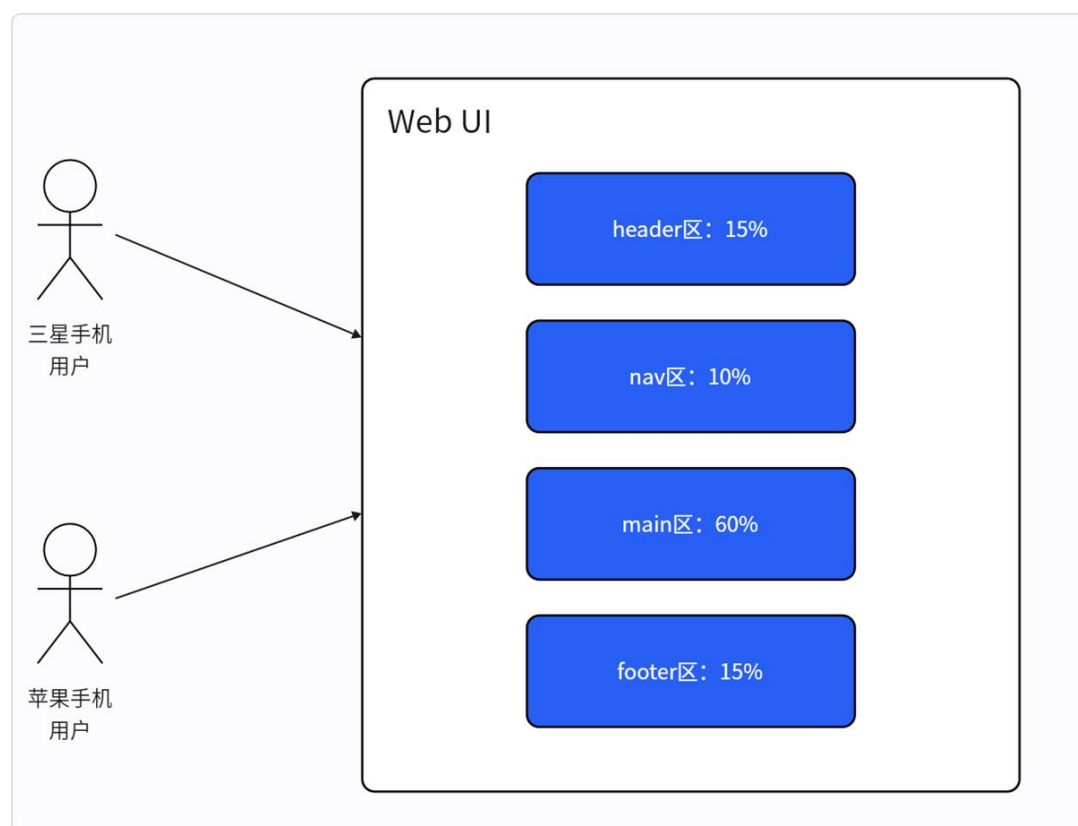 Web UI
header区：15%
三星手机
用户
nav区：10%
main区：60%
苹果手机
用户
footer区：15%